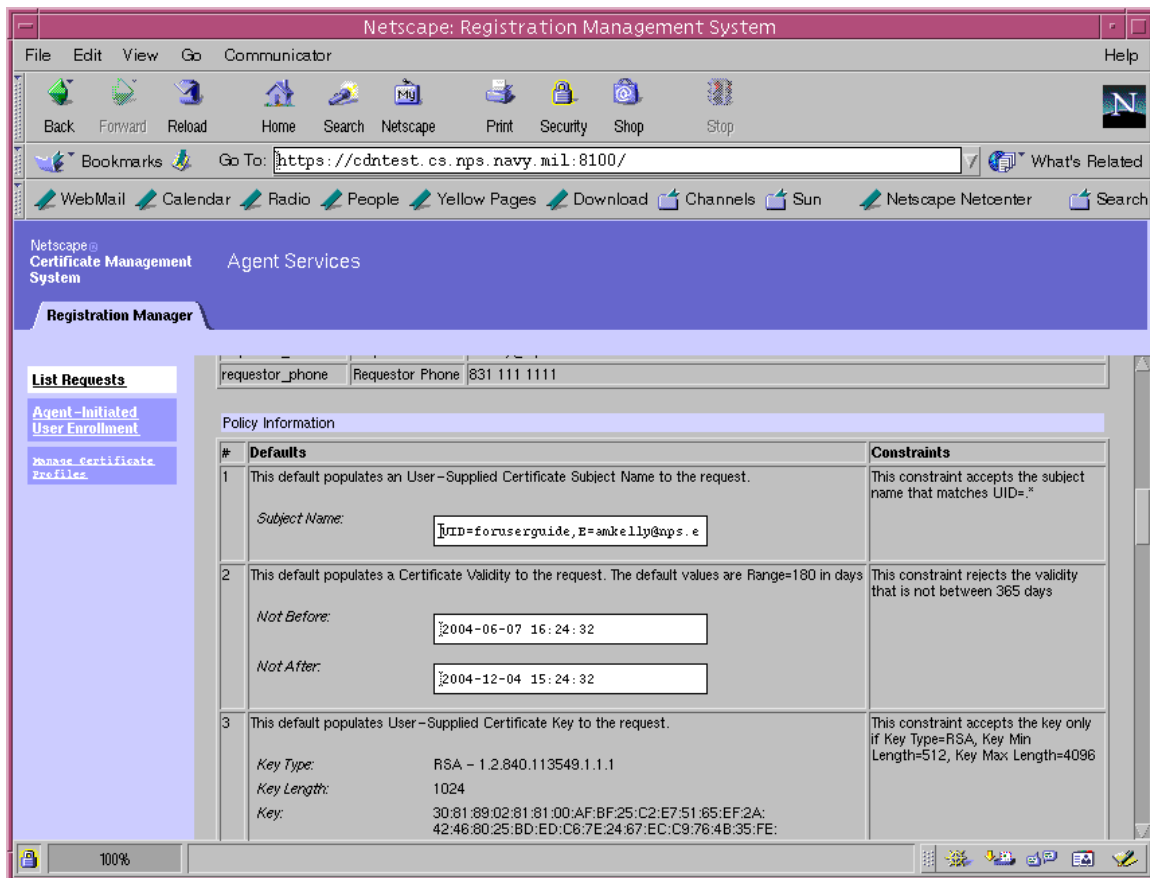 Netscape: Registration Management System
File Edit View Go Communicator Help
Back Forward Reload Home Search Netscape Print Security Shop Stop
My
N
Bookmarks Go To: https://cdntest.cs.nps.navy.mil:8100/ What's Related
WebMail Calendar Radio People Yellow Pages Download Channels Sun Netscape Netcenter Search
Netscape
Certificate Management
System
Agent Services
Registration Manager
List Requests
Agent-Initiated
User Enrollment
Manage Certificate
Profiles
requestor_phone Requestor Phone 831 111 1111
Policy Information
# Defaults Constraints
1 This default populates an User-Supplied Certificate Subject Name to the request. This constraint accepts the subject
name that matches UID=.*
Subject Name: UID=foruserguide,E=amkelly@nps.e
2 This default populates a Certificate Validity to the request. The default values are Range=180 in days This constraint rejects the validity
that is not between 365 days
Not Before: 2004-06-07 16:24:32
Not After: 2004-12-04 15:24:32
3 This default populates User-Supplied Certificate Key to the request. This constraint accepts the key only
if Key Type=RSA, Key Min
Length=512, Key Max Length=4096
Key Type: RSA - 1.2.840.113549.1.1.1
Key Length: 1024
Key: 30:81:89:02:81:81:00:AF:BF:25:C2:E7:51:65:EF:2A:
42:46:80:25:BD:ED:C6:7E:24:67:EC:C9:76:4B:35:FE:
100%